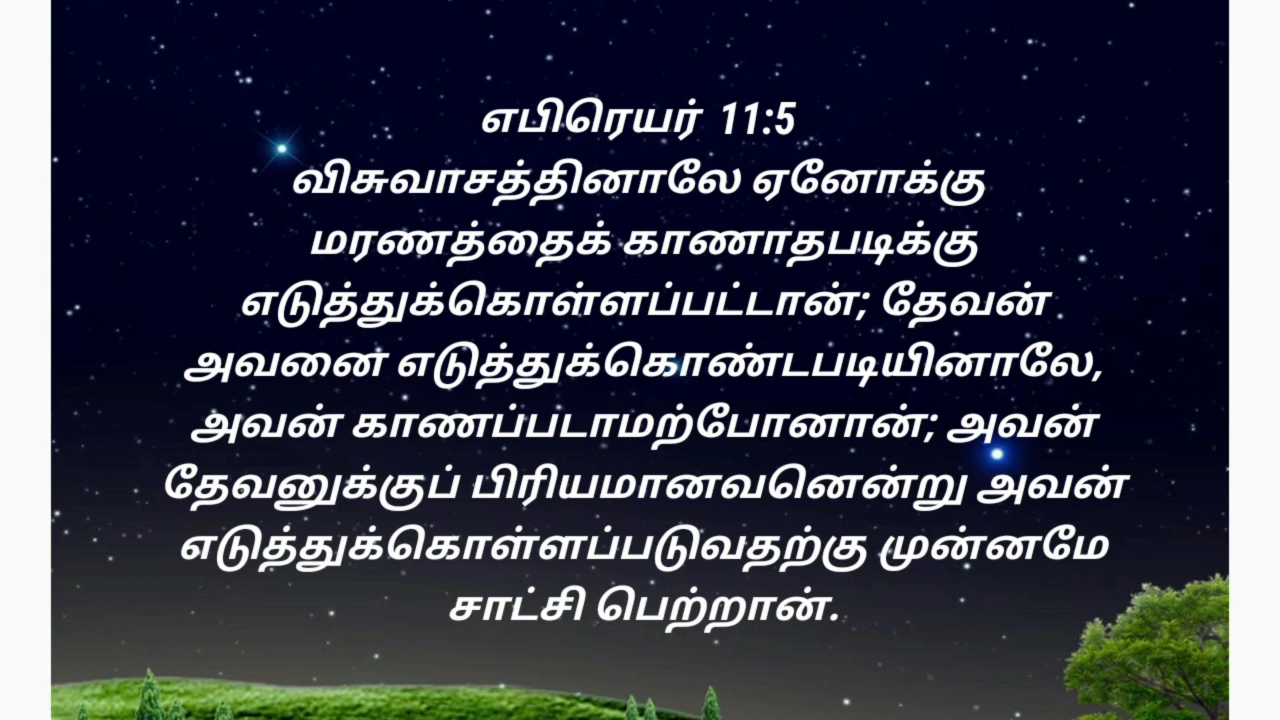 எபிரெயர் 11:5
விசுவாசத்தினாலே ஏனோக்கு
மரணத்தைக் காணாதபடிக்கு
எடுத்துக்கொள்ளப்பட்டான்; தேவன்
அவனை எடுத்துக்கொண்டபடியினாலே,
அவன் காணப்படாமற்போனான்; அவன்
தேவனுக்குப் பிரியமானவனென்று அவன்
எடுத்துக்கொள்ளப்படுவதற்கு முன்னமே
சாட்சி பெற்றான்.